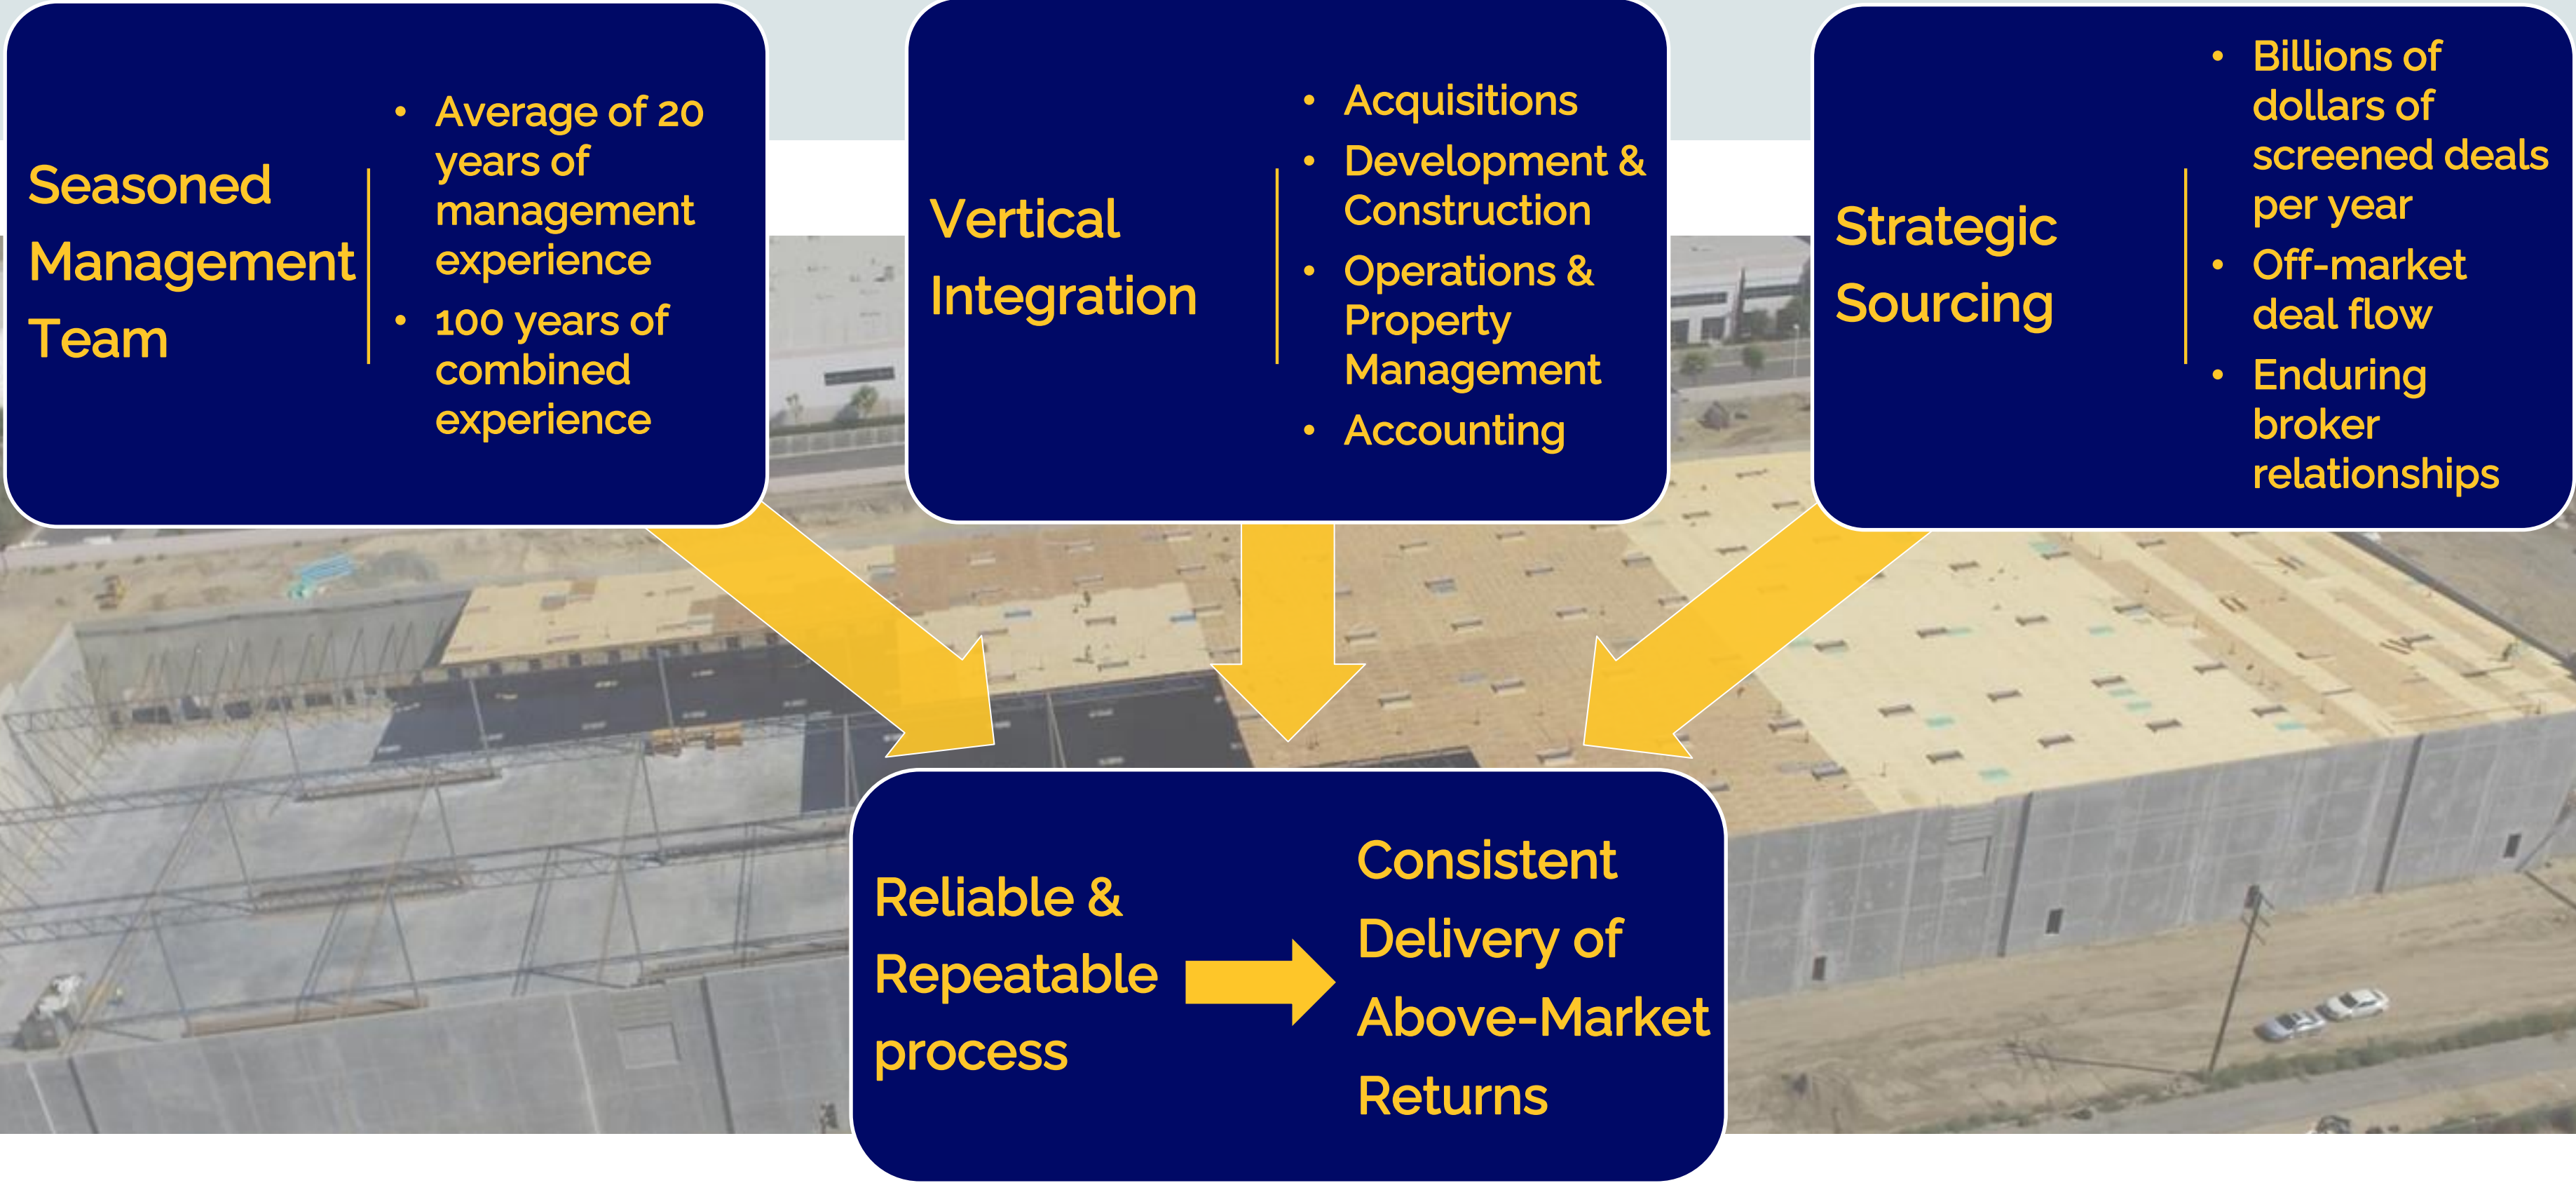 Seasoned
Management
Team
• Average of 20
years of
management
experience
• 100 years of
combined
experience
Vertical
Integration
• Acquisitions
• Development &
Construction
• Operations &
Property
Management
• Accounting
Strategic
Sourcing
• Billions of
dollars of
screened deals
per year
• Off-market
deal flow
• Enduring
broker
relationships
Reliable &
Repeatable
process
Consistent
Delivery of
Above-Market
Returns